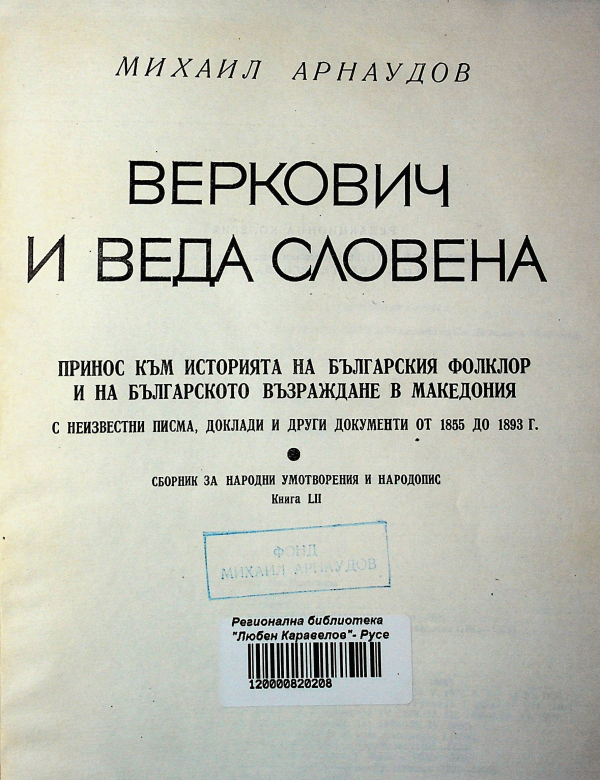 МИХАИЛ АРНАУДОВ
ВЕРКОВИЧ
И ВЕДА СЛОВЕНА
ПРИНОС КЪМ ИСТОРИЯТА НА БЪЛГАРСКИЯ ФОЛКЛОР
И НА БЪЛГАРСКОТО ВЪЗРАЖДАНЕ В МАКЕДОНИЯ
С НЕИЗВЕСТНИ ПИСМА, ДОКЛАДИ И ДРУГИ ДОКУМЕНТИ ОТ 1855 ДО 1893 Г.
СБОРНИК ЗА НАРОДНИ УМОТВОРЕНИЯ И НАРОДОПИС
Книга LII
ФОНД
МИХАИЛ АРНАУДОВ
Регионална библиотека
"Любен Каравелов"- Русе
120000820208